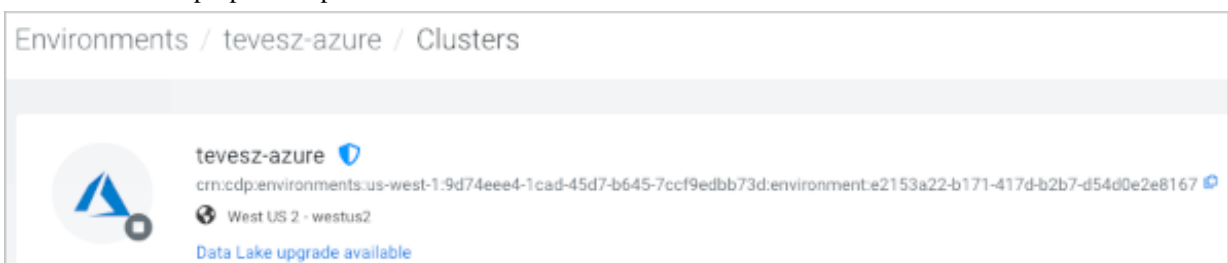 Environments / tevesz-azure / Clusters
tevesz-azure
crn:cdp:environments:us-west-1:9d74eee4-1cad-45d7-b645-7ccf9edbb73d:environment:e2153a22-b171-417d-b2b7-d54d0e2e8167
West US 2 - westus2
Data Lake upgrade available